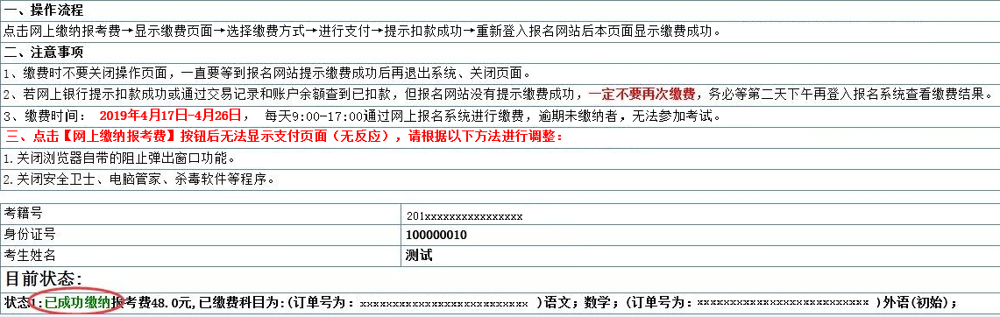 一、操作流程
点击网上缴纳报考费→显示缴费页面→选择缴费方式→进行支付→提示扣款成功→重新登入报名网站后本页面显示缴费成功。
二、注意事项
1、缴费时不要关闭操作页面，一直要等到报名网站提示缴费成功后再退出系统、关闭页面。
2、若网上银行提示扣款成功或通过交易记录和账户余额查到已扣款，但报名网站没有提示缴费成功，一定不要再次缴费，务必等第二天下午再登入报名系统查看缴费结果。
3、缴费时间： 2019年4月17日-4月26日， 每天9:00-17:00通过网上报名系统进行缴费，逾期未缴纳者，无法参加考试。
三、点击【网上缴纳报考费】按钮后无法显示支付页面（无反应），请根据以下方法进行调整：
1.关闭浏览器自带的阻止弹出窗口功能。
2.关闭安全卫士、电脑管家、杀毒软件等程序。
考籍号 201xxxxxxxxxxxxxxxx
身份证号 100000010
考生姓名 测试
目前状态:
状态1:已成功缴纳报考费48.0元,已缴费科目为:(订单号为: xxxxxxxxxxxxxxxxxxxxxxxxxx )语文; 数学; (订单号为: xxxxxxxxxxxxxxxxxxxxxxxxxx )外语(初始);